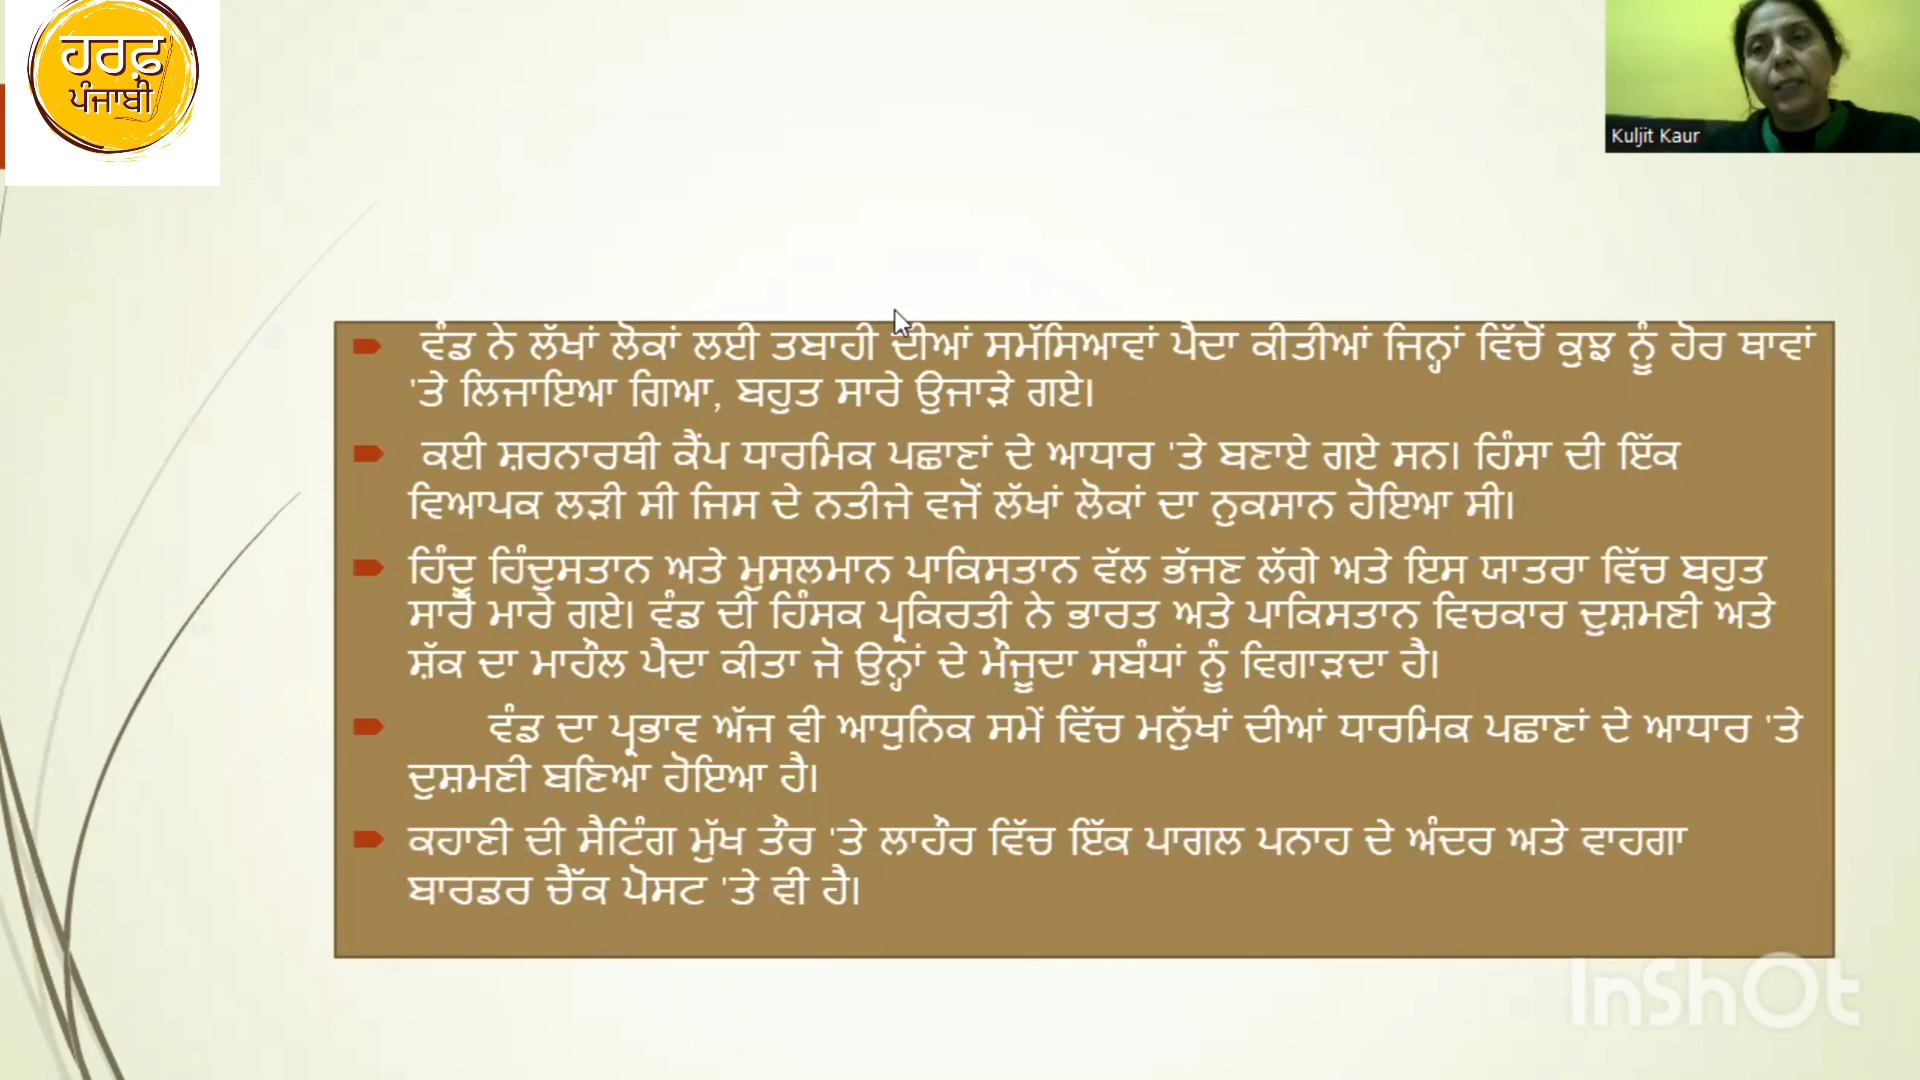 ਹਰਫ਼
ਪੰਜਾਬੀ
Kuljit Kaur
ਵੰਡ ਨੇ ਲੱਖਾਂ ਲੋਕਾਂ ਲਈ ਤਬਾਹੀ ਦੀਆਂ ਸਮੱਸਿਆਵਾਂ ਪੈਦਾ ਕੀਤੀਆਂ ਜਿਨ੍ਹਾਂ ਵਿੱਚੋਂ ਕੁਝ ਨੂੰ ਹੋਰ ਥਾਵਾਂ
'ਤੇ ਲਿਜਾਇਆ ਗਿਆ, ਬਹੁਤ ਸਾਰੇ ਉਜਾੜੇ ਗਏ।
ਕਈ ਸ਼ਰਨਾਰਥੀ ਕੈਂਪ ਧਾਰਮਿਕ ਪਛਾਣਾਂ ਦੇ ਆਧਾਰ 'ਤੇ ਬਣਾਏ ਗਏ ਸਨ। ਹਿੰਸਾ ਦੀ ਇੱਕ
ਵਿਆਪਕ ਲੜੀ ਸੀ ਜਿਸ ਦੇ ਨਤੀਜੇ ਵਜੋਂ ਲੱਖਾਂ ਲੋਕਾਂ ਦਾ ਨੁਕਸਾਨ ਹੋਇਆ ਸੀ।
ਹਿੰਦੂ ਹਿੰਦੁਸਤਾਨ ਅਤੇ ਮੁਸਲਮਾਨ ਪਾਕਿਸਤਾਨ ਵੱਲ ਭੱਜਣ ਲੱਗੇ ਅਤੇ ਇਸ ਯਾਤਰਾ ਵਿੱਚ ਬਹੁਤ
ਸਾਰੇ ਮਾਰੇ ਗਏ। ਵੰਡ ਦੀ ਹਿੰਸਕ ਪ੍ਰਕਿਰਤੀ ਨੇ ਭਾਰਤ ਅਤੇ ਪਾਕਿਸਤਾਨ ਵਿਚਕਾਰ ਦੁਸ਼ਮਣੀ ਅਤੇ
ਸ਼ੱਕ ਦਾ ਮਾਹੌਲ ਪੈਦਾ ਕੀਤਾ ਜੋ ਉਨ੍ਹਾਂ ਦੇ ਮੌਜੂਦਾ ਸਬੰਧਾਂ ਨੂੰ ਵਿਗਾੜਦਾ ਹੈ।
ਵੰਡ ਦਾ ਪ੍ਰਭਾਵ ਅੱਜ ਵੀ ਆਧੁਨਿਕ ਸਮੇਂ ਵਿੱਚ ਮਨੁੱਖਾਂ ਦੀਆਂ ਧਾਰਮਿਕ ਪਛਾਣਾਂ ਦੇ ਆਧਾਰ 'ਤੇ
ਦੁਸ਼ਮਣੀ ਬਣਿਆ ਹੋਇਆ ਹੈ।
ਕਹਾਣੀ ਦੀ ਸੈਟਿੰਗ ਮੁੱਖ ਤੌਰ 'ਤੇ ਲਾਹੌਰ ਵਿੱਚ ਇੱਕ ਪਾਗਲ ਪਨਾਹ ਦੇ ਅੰਦਰ ਅਤੇ ਵਾਹਗਾ
ਬਾਰਡਰ ਚੈੱਕ ਪੋਸਟ 'ਤੇ ਵੀ ਹੈ।
InShOt